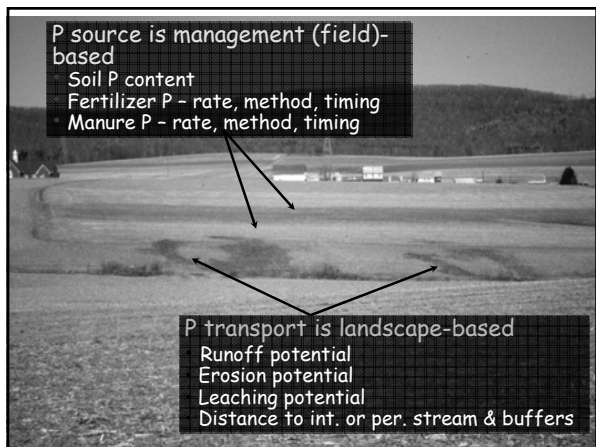 P source is management (field)-
based
• Soil P content
• Fertilizer P – rate, method, timing
• Manure P – rate, method, timing
P transport is landscape-based
• Runoff potential
• Erosion potential
• Leaching potential
• Distance to int. or per. stream & buffers